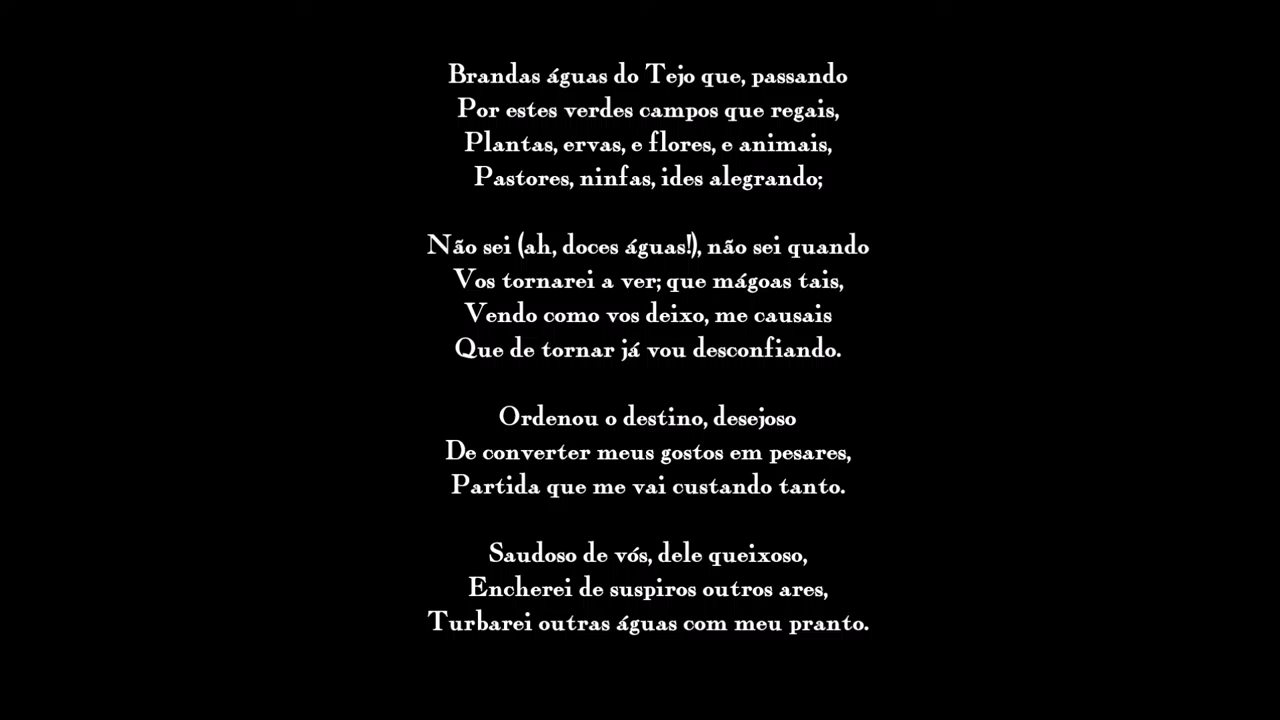 Brandas águas do Tejo que, passando
Por estes verdes campos que regais,
Plantas, ervas, e flores, e animais,
Pastores, ninfas, ides alegrando;
Não sei (ah, doces águas!), não sei quando
Vos tornarei a ver; que mágoas tais,
Vendo como vos deixo, me causais
Que de tornar já vou desconfiando.
Ordenou o destino, desejoso
De converter meus gostos em pesares,
Partida que me vai custando tanto.
Saudoso de vós, dele queixoso,
Encherei de suspiros outros ares,
Turbarei outras águas com meu pranto.